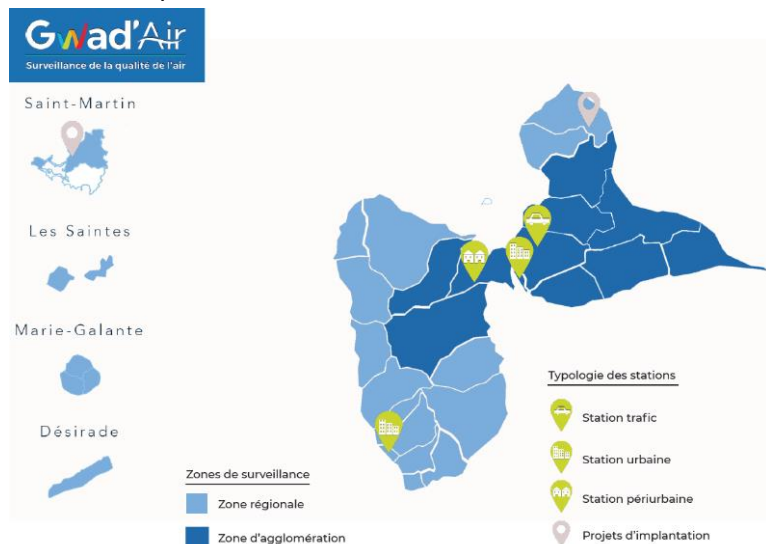 Gwad'Air
Surveillance de la qualité de l'air
Saint-Martin
Les Saintes
Marie-Galante
Désirade
Zones de surveillance
Zone régionale
Zone d'agglomération
Typologie des stations
Station trafic
Station urbaine
Station périurbaine
Projets d'implantation